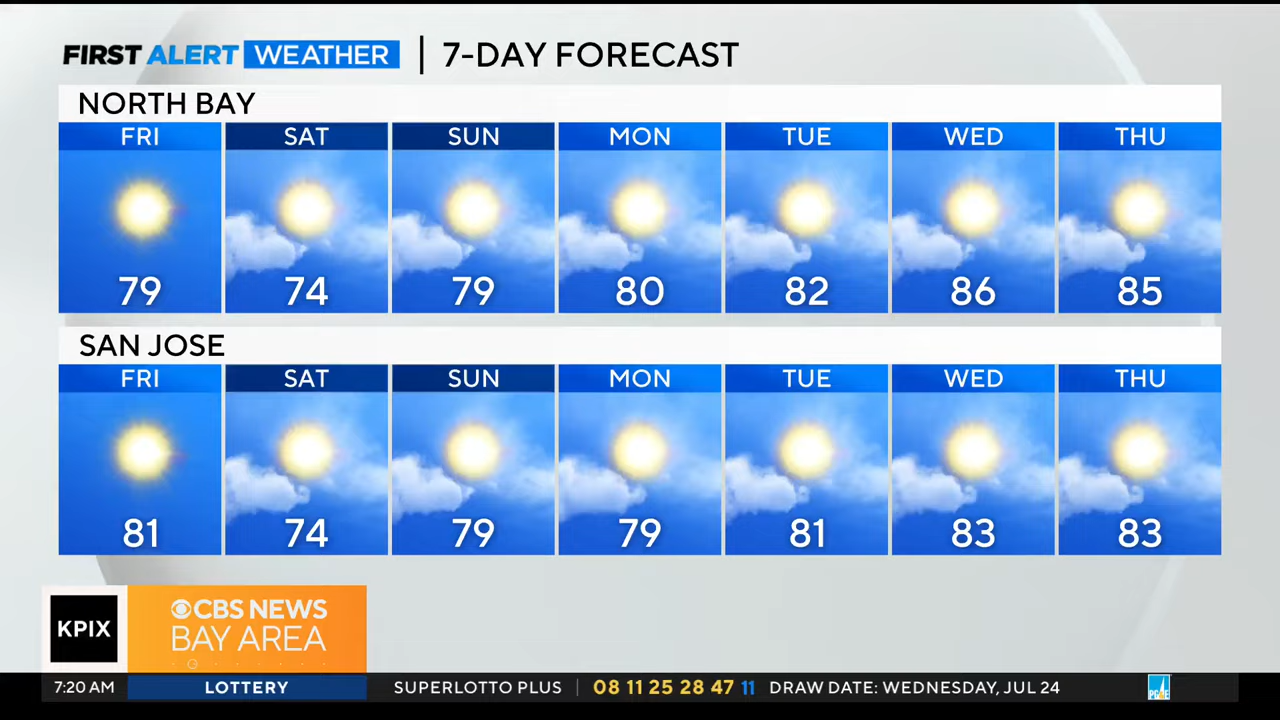 FIRST ALERT WEATHER | 7-DAY FORECAST
NORTH BAY
FRI SAT SUN MON TUE WED THU
79 74 79 80 82 86 85
SAN JOSE
FRI SAT SUN MON TUE WED THU
81 74 79 79 81 83 83
KPIX
CBS NEWS
BAY AREA
7:20 AM LOTTERY SUPERLOTTO PLUS | 08 11 25 28 47 11 DRAW DATE: WEDNESDAY, JUL 24 PG&E